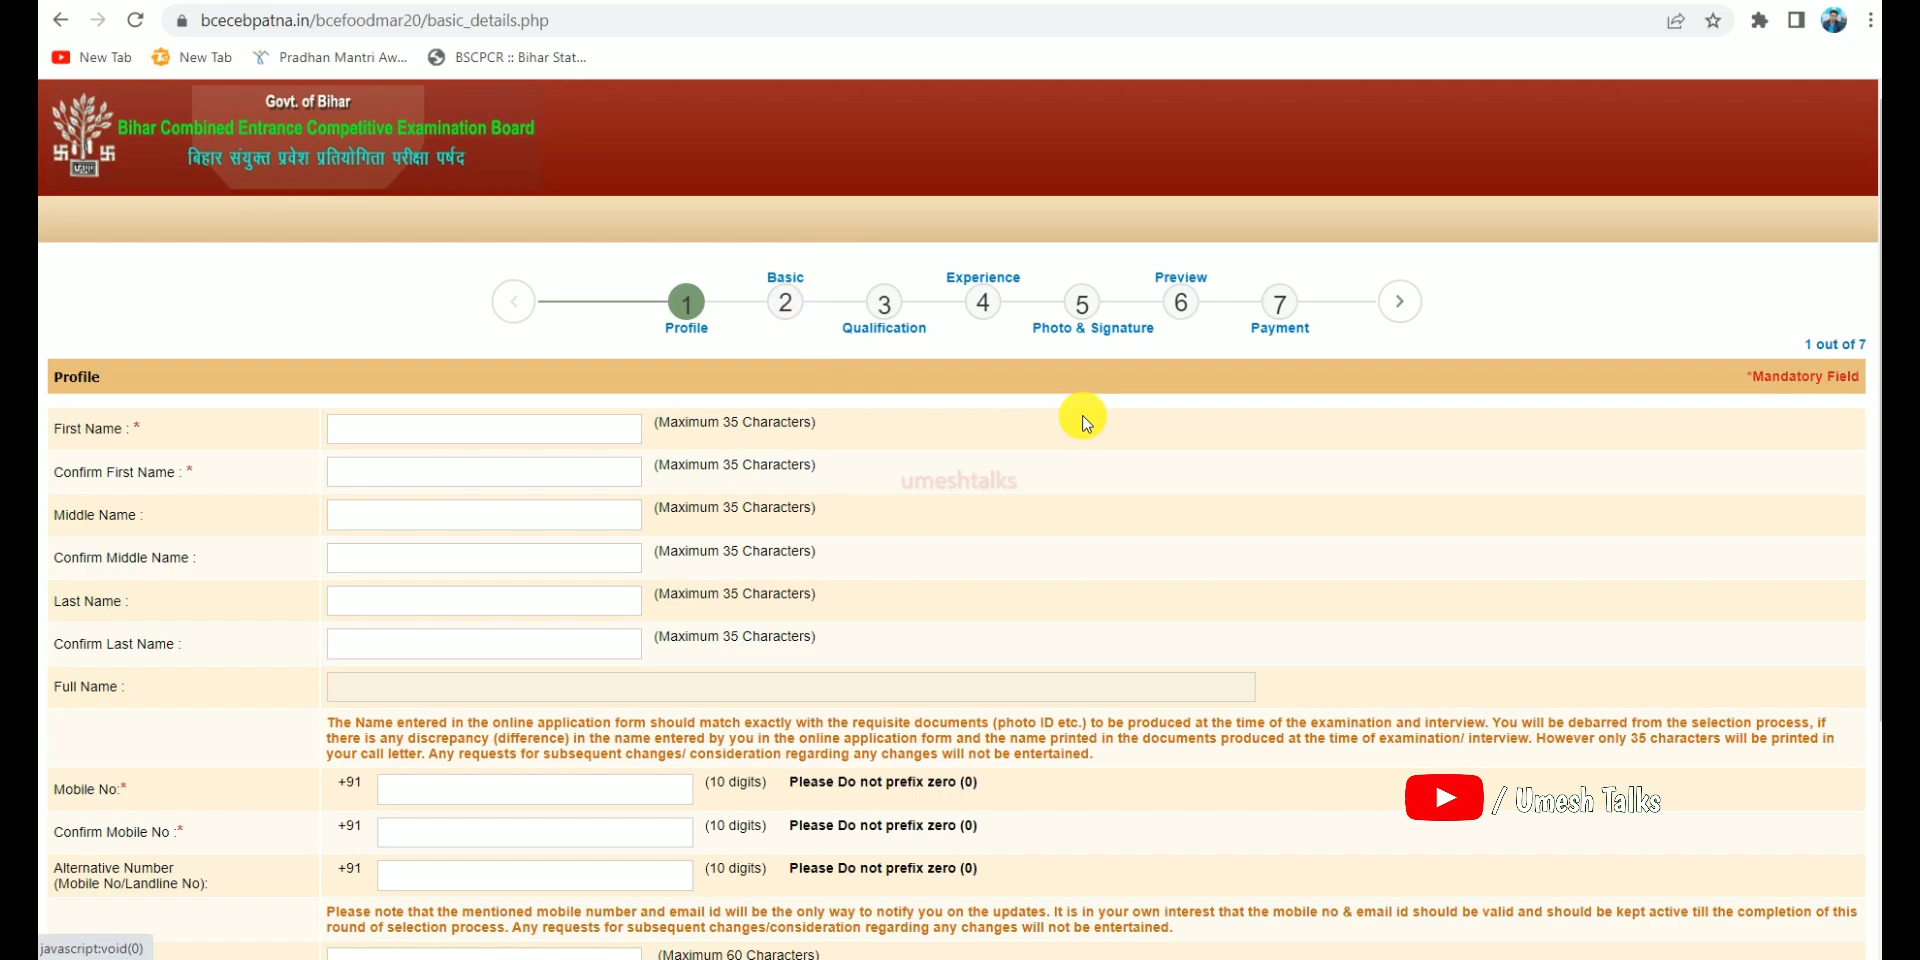 bcecebpatna.in/bcefoodmar20/basic_details.php
New Tab
New Tab
Pradhan Mantri Aw...
BSCPCR :: Bihar Stat...
Govt. of Bihar
Bihar Combined Entrance Competitive Examination Board
बिहार संयुक्त प्रवेश प्रतियोगिता परीक्षा पर्षद
Basic
Experience
Preview
1
2
3
4
5
6
7
Profile
Qualification
Photo & Signature
Payment
1 out of 7
Profile
*Mandatory Field
First Name : *
(Maximum 35 Characters)
Confirm First Name : *
(Maximum 35 Characters)
umeshtalks
Middle Name :
(Maximum 35 Characters)
Confirm Middle Name :
(Maximum 35 Characters)
Last Name :
(Maximum 35 Characters)
Confirm Last Name :
(Maximum 35 Characters)
Full Name :
The Name entered in the online application form should match exactly with the requisite documents (photo ID etc.) to be produced at the time of the examination and interview. You will be debarred from the selection process, if
there is any discrepancy (difference) in the name entered by you in the online application form and the name printed in the documents produced at the time of examination/ interview. However only 35 characters will be printed in
your call letter. Any requests for subsequent changes/ consideration regarding any changes will not be entertained.
Mobile No:*
+91
(10 digits) Please Do not prefix zero (0)
/ Umesh Talks
Confirm Mobile No :*
+91
(10 digits) Please Do not prefix zero (0)
Alternative Number
(Mobile No/Landline No):
+91
(10 digits) Please Do not prefix zero (0)
Please note that the mentioned mobile number and email id will be the only way to notify you on the updates. It is in your own interest that the mobile no & email id should be valid and should be kept active till the completion of this
round of selection process. Any requests for subsequent changes/consideration regarding any changes will not be entertained.
javascript:void(0)
(Maximum 60 Characters)